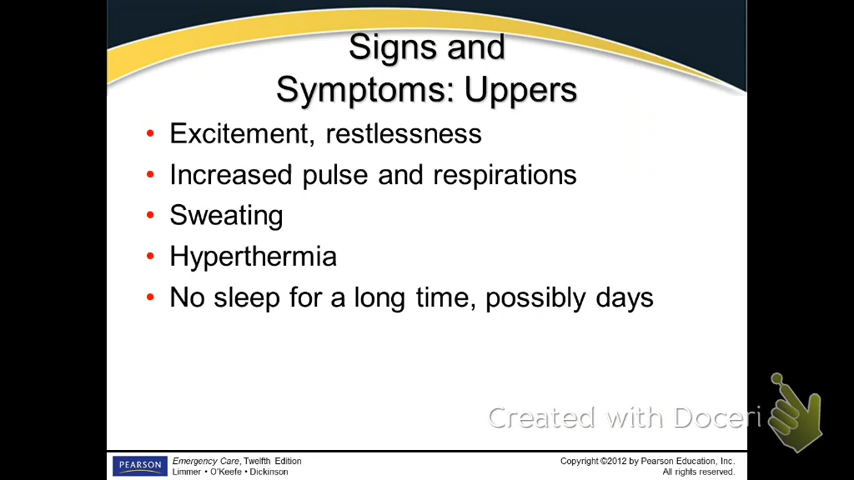 Signs and
Symptoms: Uppers
• Excitement, restlessness
• Increased pulse and respirations
• Sweating
• Hyperthermia
• No sleep for a long time, possibly days
Created with Doceri
PEARSON
Emergency Care, Twelfth Edition
Limmer • O'Keefe • Dickinson
Copyright ©2012 by Pearson Education, Inc.
All rights reserved.